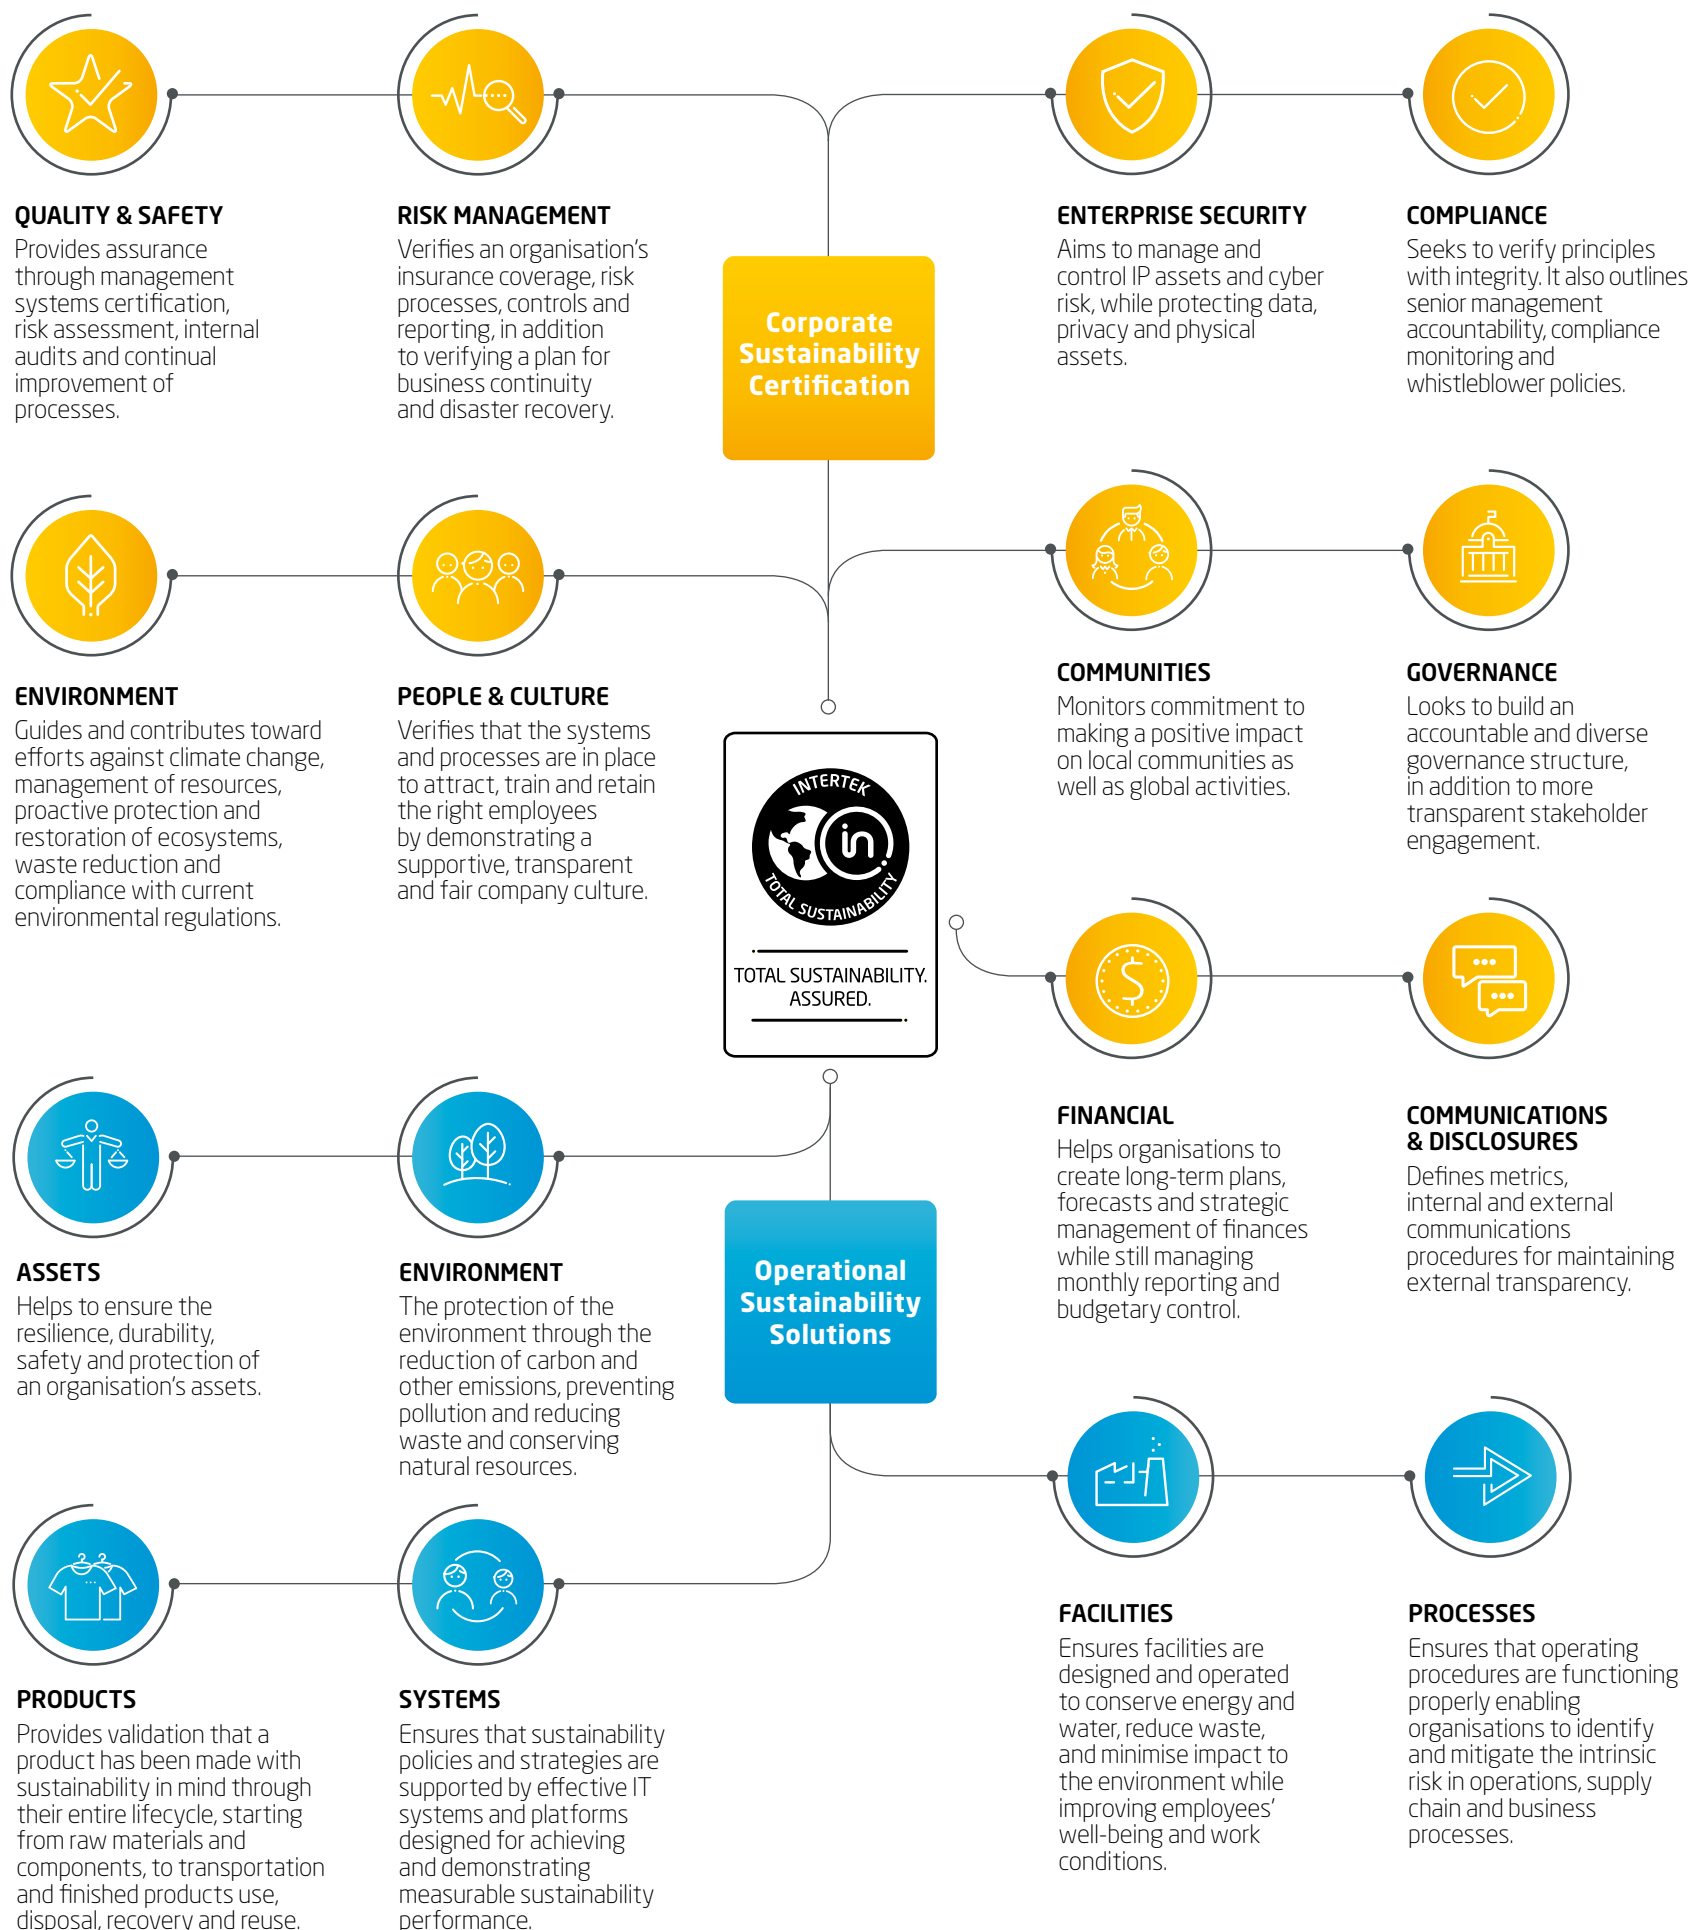 QUALITY & SAFETY
Provides assurance
through management
systems certification,
risk assessment, internal
audits and continual
improvement of
processes.
RISK MANAGEMENT
Verifies an organisation's
insurance coverage, risk
processes, controls and
reporting, in addition
to verifying a plan for
business continuity
and disaster recovery.
Corporate
Sustainability
Certification
ENTERPRISE SECURITY
Aims to manage and
control IP assets and cyber
risk, while protecting data,
privacy and physical
assets.
COMPLIANCE
Seeks to verify principles
with integrity. It also outlines
senior management
accountability, compliance
monitoring and
whistleblower policies.
ENVIRONMENT
Guides and contributes toward
efforts against climate change,
management of resources,
proactive protection and
restoration of ecosystems,
waste reduction and
compliance with current
environmental regulations.
PEOPLE & CULTURE
Verifies that the systems
and processes are in place
to attract, train and retain
the right employees
by demonstrating a
supportive, transparent
and fair company culture.
INTERTEK
in
TOTAL SUSTAINABILITY
TOTAL SUSTAINABILITY.
ASSURED.
COMMUNITIES
Monitors commitment to
making a positive impact
on local communities as
well as global activities.
GOVERNANCE
Looks to build an
accountable and diverse
governance structure,
in addition to more
transparent stakeholder
engagement.
$
FINANCIAL
Helps organisations to
create long-term plans,
forecasts and strategic
management of finances
while still managing
monthly reporting and
budgetary control.
COMMUNICATIONS
& DISCLOSURES
Defines metrics,
internal and external
communications
procedures for maintaining
external transparency.
ASSETS
Helps to ensure the
resilience, durability,
safety and protection of
an organisation's assets.
ENVIRONMENT
The protection of the
environment through the
reduction of carbon and
other emissions, preventing
pollution and reducing
waste and conserving
natural resources.
Operational
Sustainability
Solutions
PRODUCTS
Provides validation that a
product has been made with
sustainability in mind through
their entire lifecycle, starting
from raw materials and
components, to transportation
and finished products use,
disposal, recovery and reuse.
SYSTEMS
Ensures that sustainability
policies and strategies are
supported by effective IT
systems and platforms
designed for achieving
and demonstrating
measurable sustainability
performance.
FACILITIES
Ensures facilities are
designed and operated
to conserve energy and
water, reduce waste,
and minimise impact to
the environment while
improving employees'
well-being and work
conditions.
PROCESSES
Ensures that operating
procedures are functioning
properly enabling
organisations to identify
and mitigate the intrinsic
risk in operations, supply
chain and business
processes.